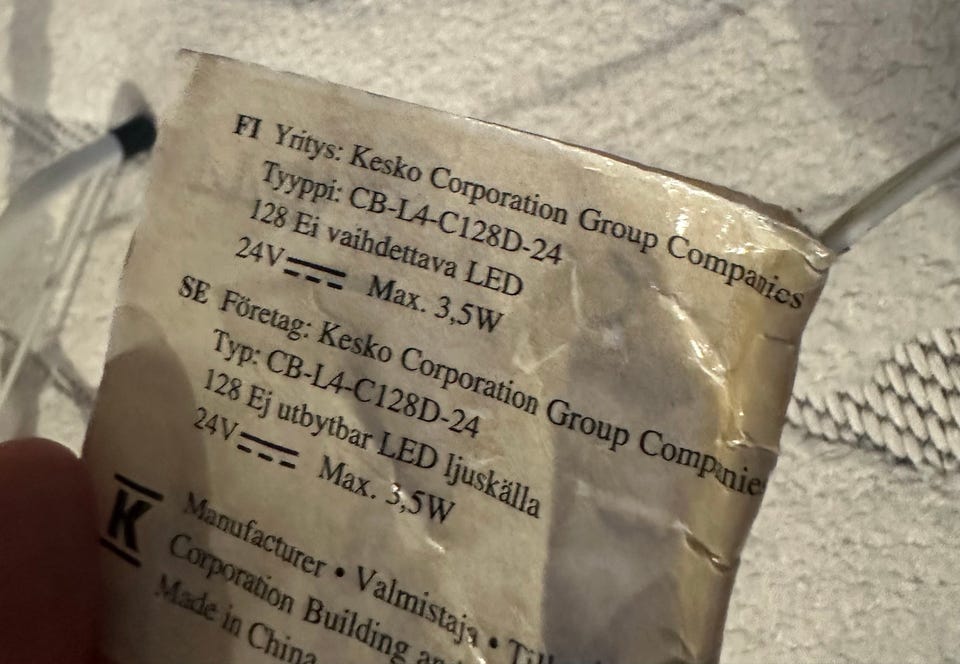 FI Yritys: Kesko Corporation Group Companies
Tyyppi: CB-L4-C128D-24
128 Ei vaihdettava LED
24V Max. 3,5W
SE Företag: Kesko Corporation Group Companies
Typ: CB-L4-C128D-24
128 Ej utbytbar LED ljuskälla
24V Max. 3,5W
K
Manufacturer • Valmistaja •
Corporation Building
Made in China